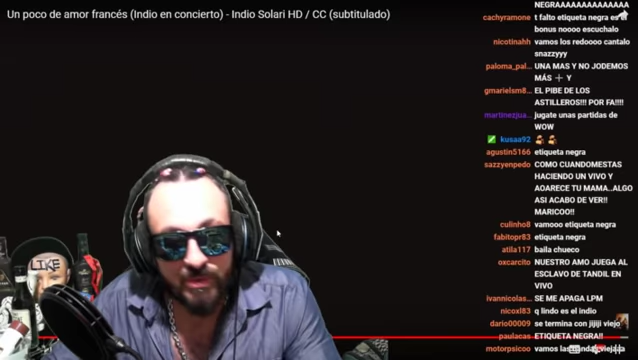 Un poco de amor francés (Indio en concierto) - Indio Solari HD / CC (subtitulado)
NEGRAAAAAAAAAAAAA
cachyramone t falto etiqueta negra es el
bonus noooo escuchalo
nicotinahh vamos los redoooo cantalo
snazzyyy
paloma_pal... UNA MAS Y NO JODEMOS
MÁS ➕ Y
gmarielsm8... EL PIBE DE LOS
ASTILLEROS!!! POR FA!!!!
martinezjua... jugate unas partidas de
WOW
kusaa92
agustin5166 etiqueta negra
sazzyenpedo COMO CUANDOMESTAS
HACIENDO UN VIVO Y
AOARECE TU MAMA..ALGO
ASI ACABO DE VER!!
MARICOO!!
culinho8 vamooo etiqueta negra
fabitopr83 etiqueta negra
atila117 baila chueco
oxcarcito NUESTRO AMO JUEGA AL
ESCLAVO DE TANDIL EN
VIVO
ivannicolas... SE ME APAGA LPM
nicoxl83 q lindo es el indio
dario00009 se termina con jijiji viejo
paulacas ETIQUETA NEGRA!!
motorpicoo vamos las
LIKE